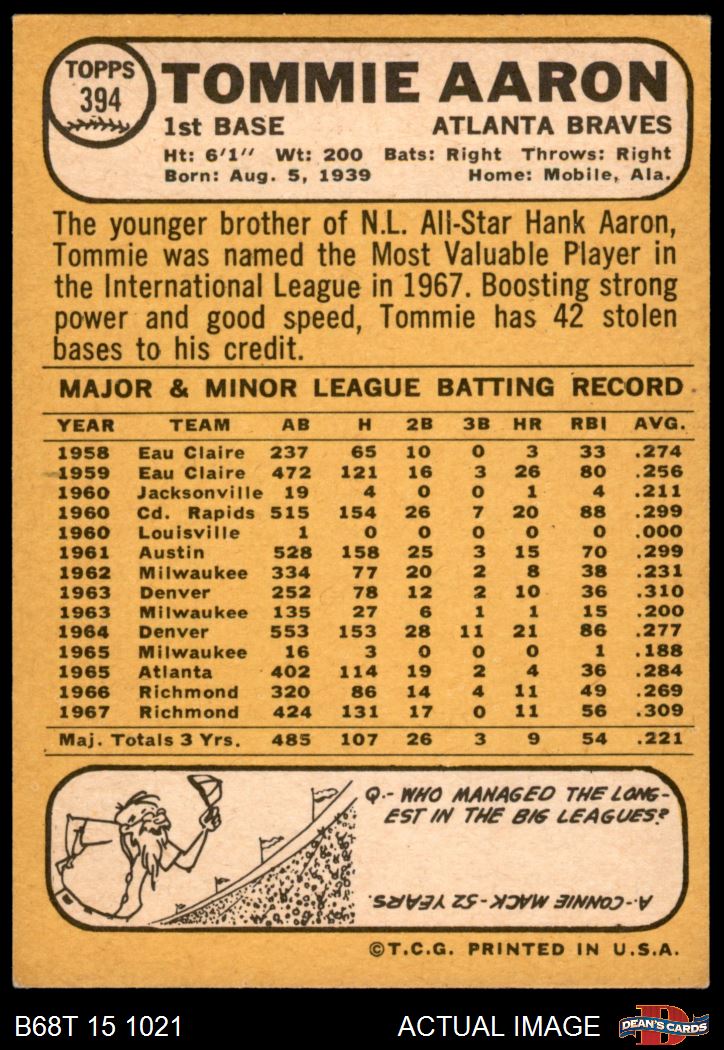 TOPPS
394
TOMMIE AARON
1st BASE ATLANTA BRAVES
Ht: 6'1" Wt: 200 Bats: Right Throws: Right
Born: Aug. 5, 1939 Home: Mobile, Ala.
The younger brother of N.L. All-Star Hank Aaron,
Tommie was named the Most Valuable Player in
the International League in 1967. Boosting strong
power and good speed, Tommie has 42 stolen
bases to his credit.
MAJOR & MINOR LEAGUE BATTING RECORD
YEAR TEAM AB H 2B 3B HR RBI AVG.
1958 Eau Claire 237 65 10 0 3 33 .274
1959 Eau Claire 472 121 16 3 26 80 .256
1960 Jacksonville 19 4 0 0 1 4 .211
1960 Cd. Rapids 515 154 26 7 20 88 .299
1960 Louisville 1 0 0 0 0 0 .000
1961 Austin 528 158 25 3 15 70 .299
1962 Milwaukee 334 77 20 2 8 38 .231
1963 Denver 252 78 12 2 10 36 .310
1963 Milwaukee 135 27 6 1 1 15 .200
1964 Denver 553 153 28 11 21 86 .277
1965 Milwaukee 16 3 0 0 0 1 .188
1965 Atlanta 402 114 19 2 4 36 .284
1966 Richmond 320 86 14 4 11 49 .269
1967 Richmond 424 131 17 0 11 56 .309
Maj. Totals 3 Yrs. 485 107 26 3 9 54 .221
Q.- WHO MANAGED THE LONG-
EST IN THE BIG LEAGUES?
A.- CONNIE MACK - 52 YEARS.
©T.C.G. PRINTED IN U.S.A.
B68T 15 1021 ACTUAL IMAGE DEAN'S CARDS